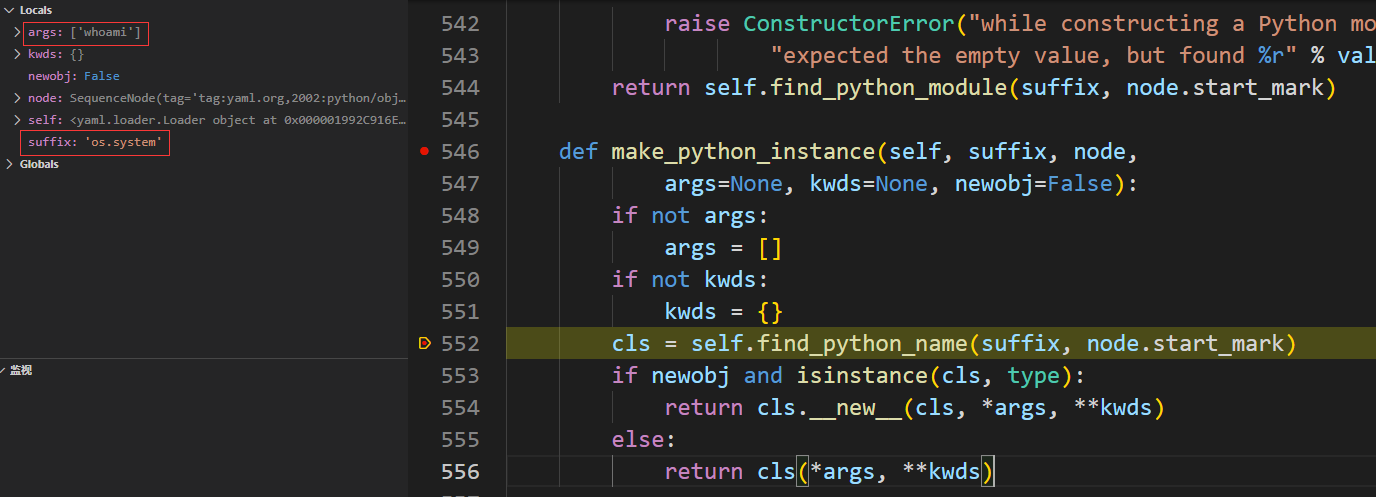 Locals
args: ['whoami']
kwds: {}
newobj: False
node: SequenceNode(tag='tag:yaml.org,2002:python/obj…
self: <yaml.loader.Loader object at 0x000001992C916E…
suffix: 'os.system'
Globals
监视
542 raise ConstructorError("while constructing a Python mo
543 "expected the empty value, but found %r" % val
544 return self.find_python_module(suffix, node.start_mark)
545
546 def make_python_instance(self, suffix, node,
547 args=None, kwds=None, newobj=False):
548 if not args:
549 args = []
550 if not kwds:
551 kwds = {}
552 cls = self.find_python_name(suffix, node.start_mark)
553 if newobj and isinstance(cls, type):
554 return cls.__new__(cls, *args, **kwds)
555 else:
556 return cls(*args, **kwds)